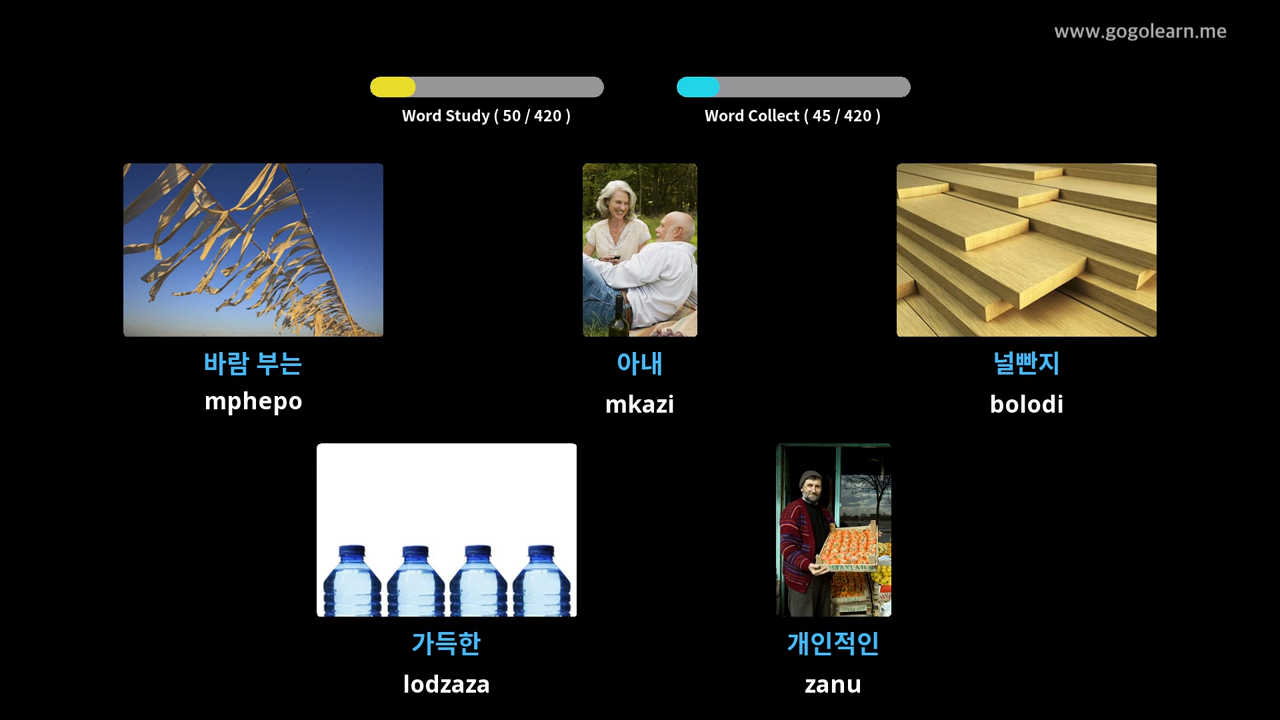 www.gogolearn.me
Word Study ( 50 / 420 )
Word Collect ( 45 / 420 )
바람 부는
mphepo
아내
mkazi
널빤지
bolodi
가득한
lodzaza
개인적인
zanu